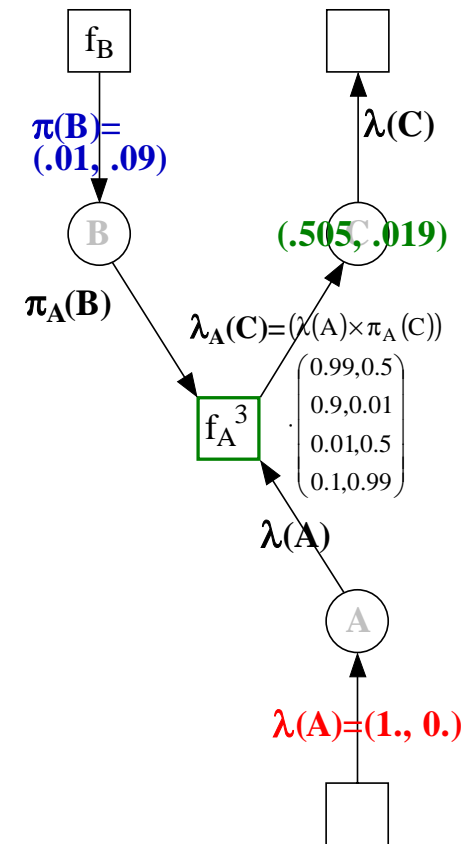 f_B
π(B)=
(.01, .09)
λ(C)
B
C
(.505, .019)
π_A(B)
λ_A(C)=(λ(A)×π_A(C))
· (0.99,0.5
0.9,0.01
0.01,0.5
0.1,0.99)
f_A^3
λ(A)
A
λ(A)=(1., 0.)